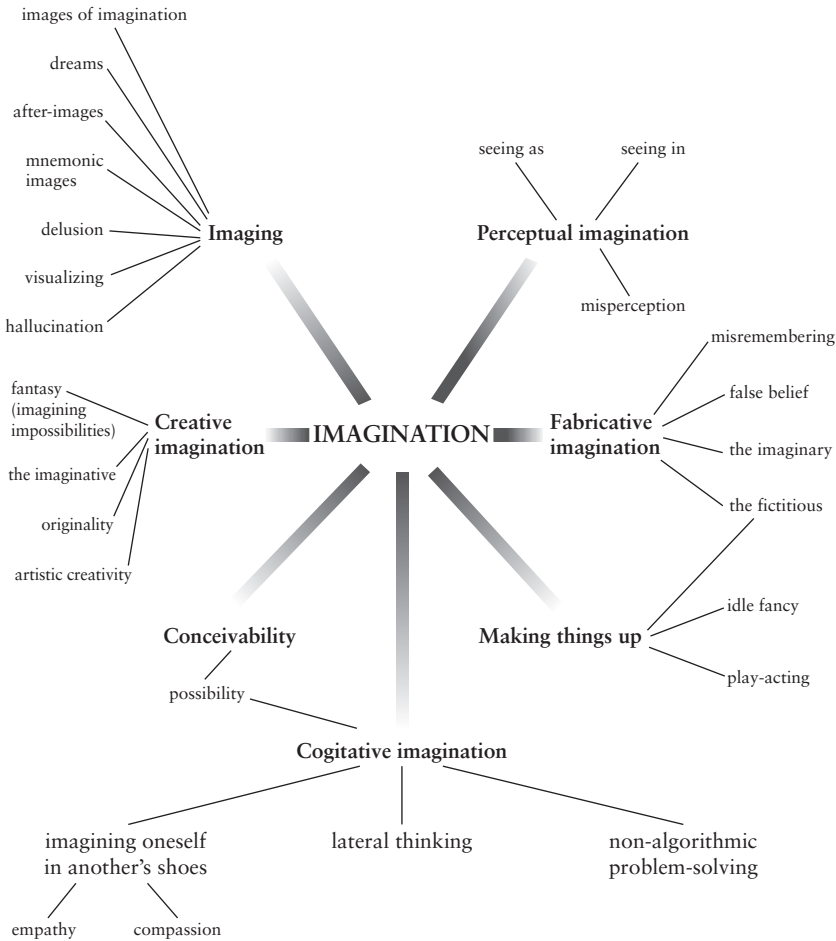 images of imagination
dreams
after-images
mnemonic
images
delusion
visualizing
hallucination
Imaging
seeing as
seeing in
Perceptual imagination
misperception
misremembering
false belief
the imaginary
the fictitious
Fabricative
imagination
IMAGINATION
fantasy
(imagining
impossibilities)
the imaginative
originality
artistic creativity
Creative
imagination
Conceivability
possibility
Making things up
idle fancy
play-acting
Cogitative imagination
imagining oneself
in another's shoes
lateral thinking
non-algorithmic
problem-solving
empathy
compassion